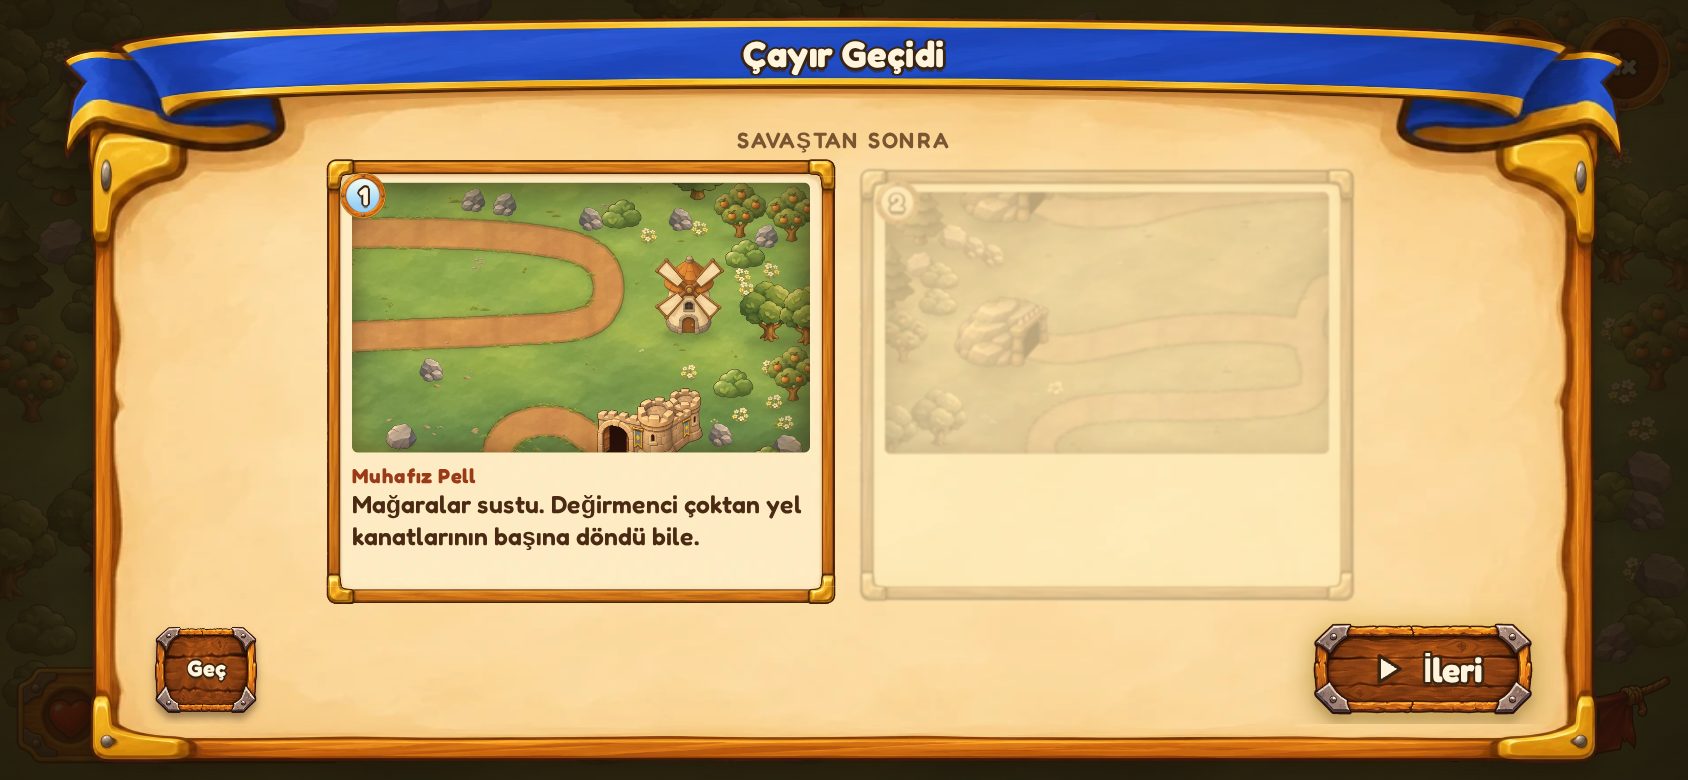 Çayır Geçidi
SAVAŞTAN SONRA
1
2
Muhafız Pell
Mağaralar sustu. Değirmenci çoktan yel
kanatlarının başına döndü bile.
Geç
İleri